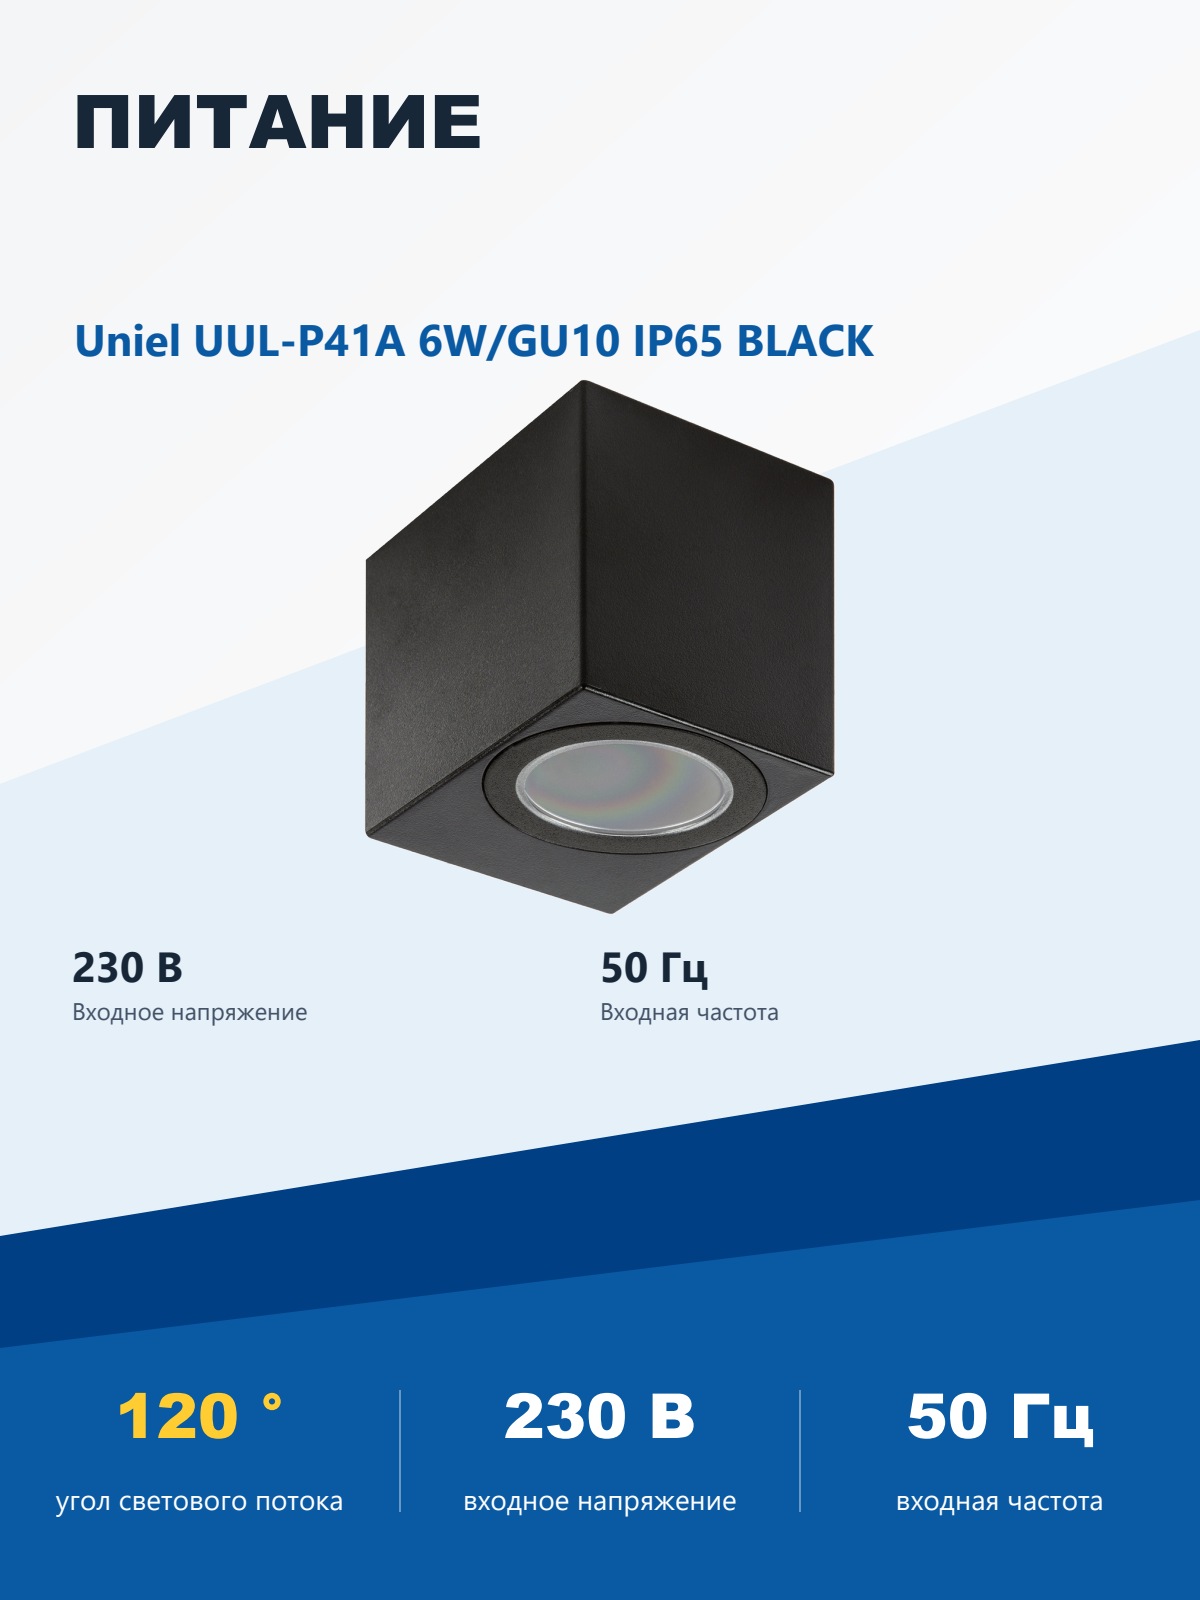 ПИТАНИЕ
Uniel UUL-P41A 6W/GU10 IP65 BLACK
230 В
50 Гц
Входное напряжение
Входная частота
120 °
230 В
50 Гц
угол светового потока
входное напряжение
входная частота